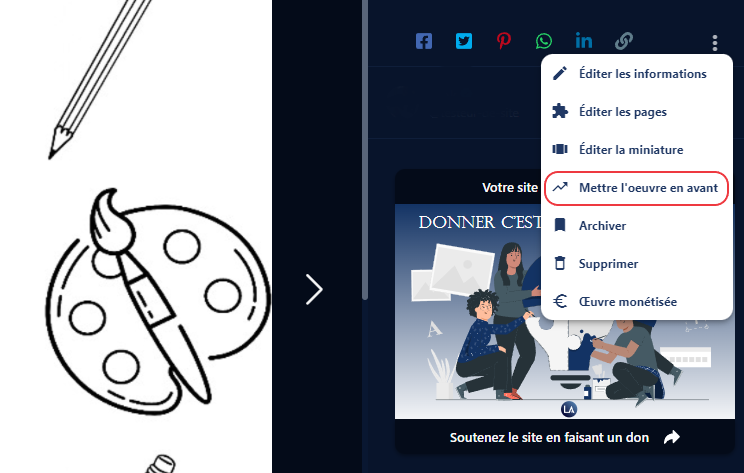 Éditer les informations
Éditer les pages
Éditer la miniature
Mettre l'oeuvre en avant
Archiver
Supprimer
Œuvre monétisée
Votre site
DONNER C'EST
A
LA
Soutenez le site en faisant un don